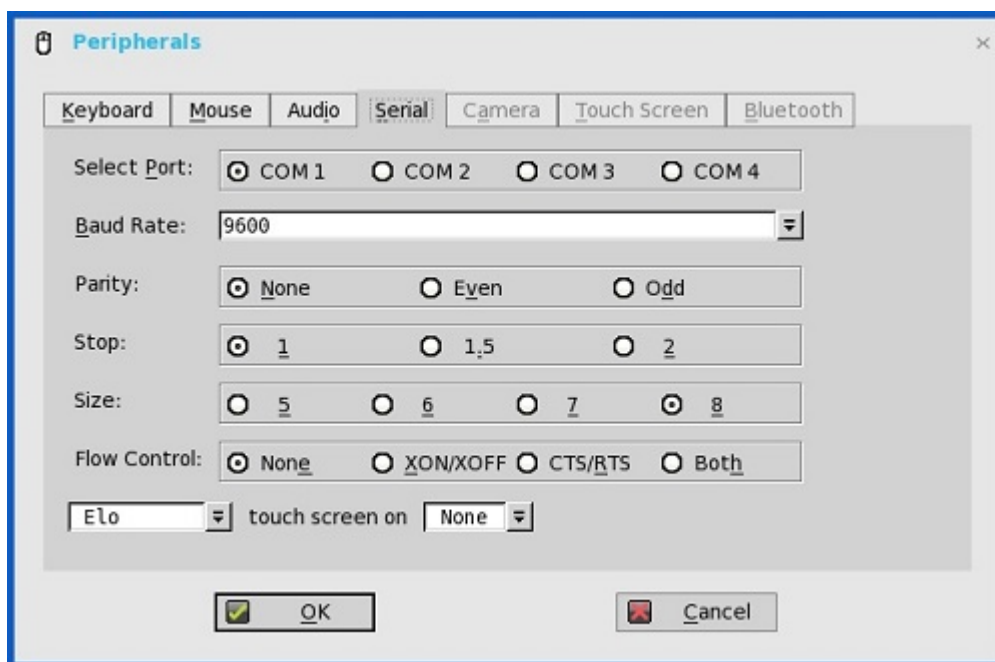 Peripherals
Keyboard Mouse Audio Serial Camera Touch Screen Bluetooth
Select Port: COM 1 COM 2 COM 3 COM 4
Baud Rate: 9600
Parity: None Even Odd
Stop: 1 1.5 2
Size: 5 6 7 8
Flow Control: None XON/XOFF CTS/RTS Both
Elo touch screen on None
OK Cancel